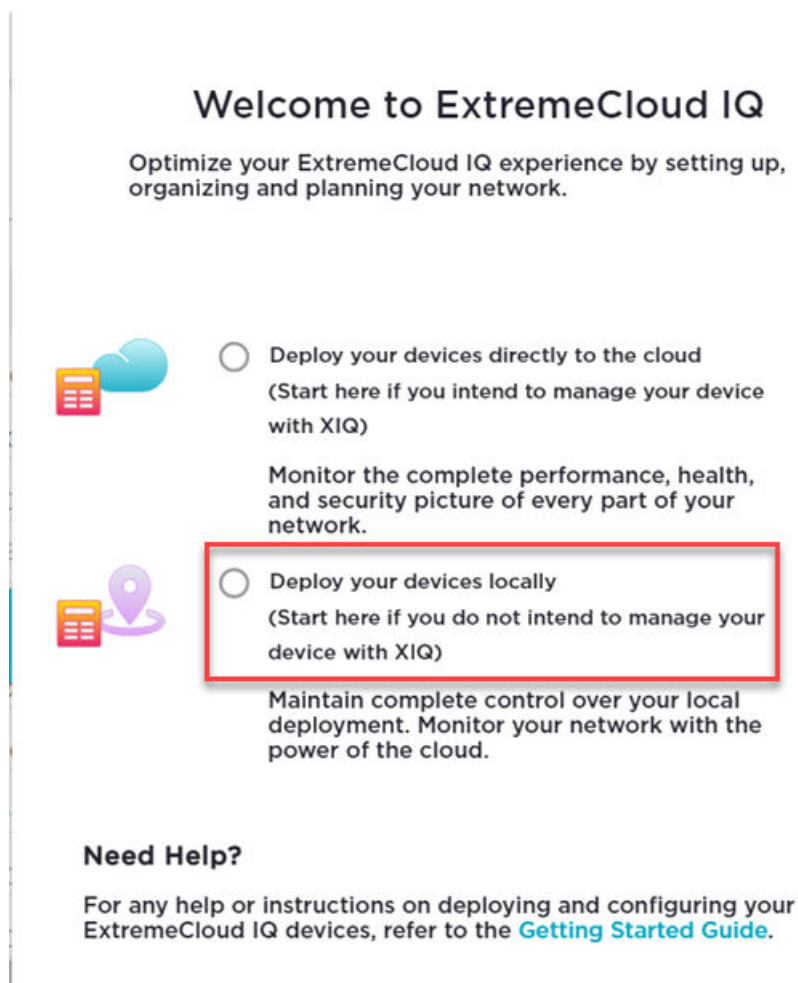 Welcome to ExtremeCloud IQ
Optimize your ExtremeCloud IQ experience by setting up,
organizing and planning your network.
Deploy your devices directly to the cloud
(Start here if you intend to manage your device
with XIQ)
Monitor the complete performance, health,
and security picture of every part of your
network.
Deploy your devices locally
(Start here if you do not intend to manage your
device with XIQ)
Maintain complete control over your local
deployment. Monitor your network with the
power of the cloud.
Need Help?
For any help or instructions on deploying and configuring your
ExtremeCloud IQ devices, refer to the Getting Started Guide.